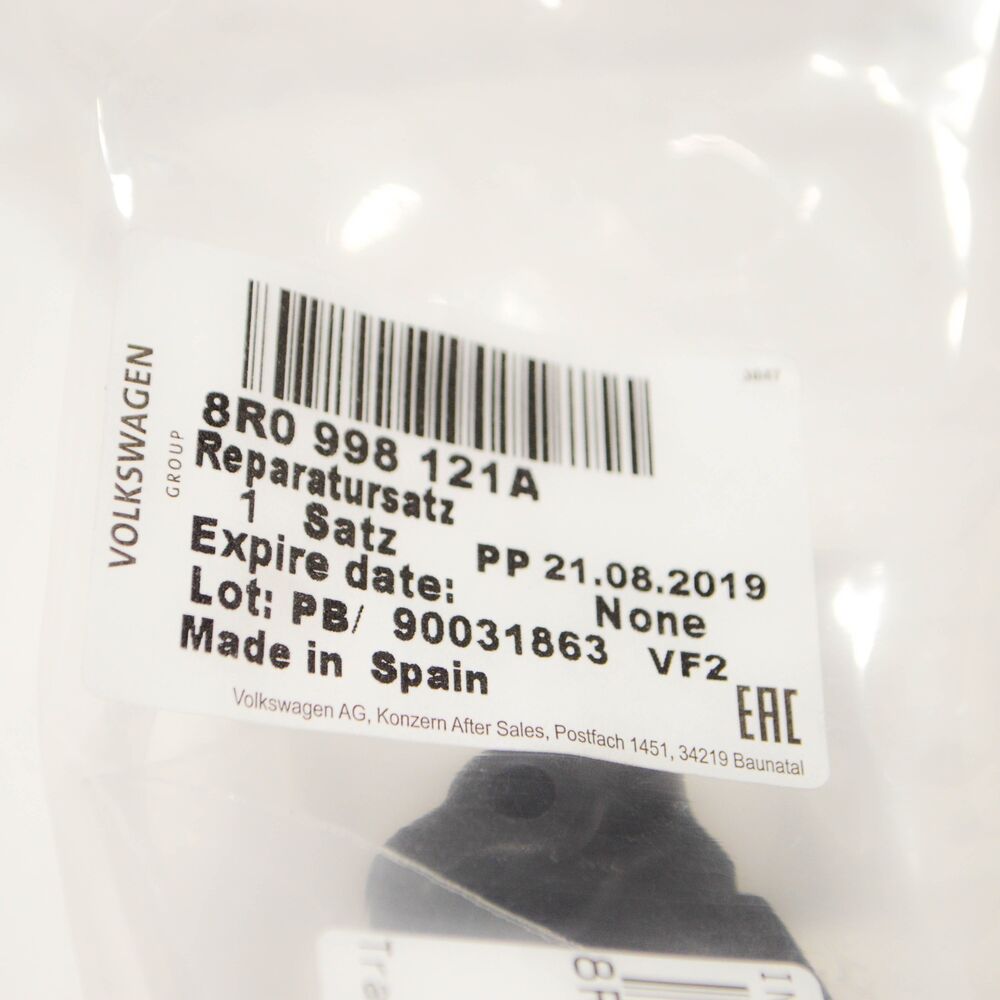 VOLKSWAGEN
GROUP
8R0 998 121A
Reparatursatz
1 Satz
PP 21.08.2019
Expire date: None
Lot: PB/ 90031863 VF2
Made in Spain
EAC
Volkswagen AG, Konzern After Sales, Postfach 1451, 34219 Baunatal